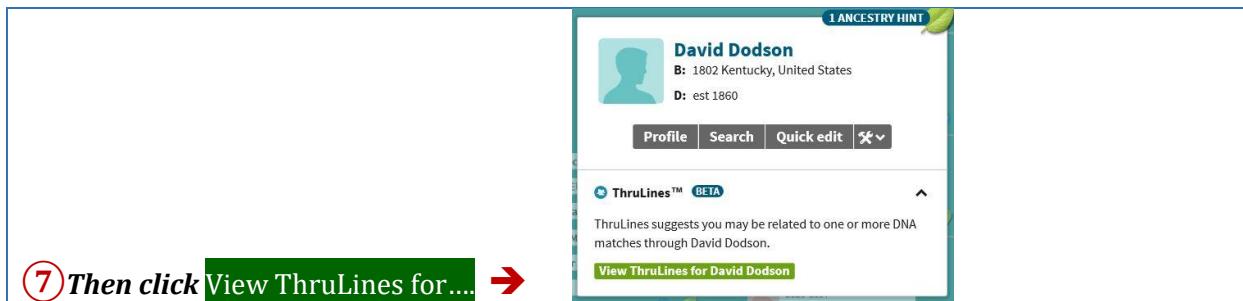 1 ANCESTRY HINT
David Dodson
B: 1802 Kentucky, United States
D: est 1860
Profile Search Quick edit
ThruLines™ BETA
ThruLines suggests you may be related to one or more DNA
matches through David Dodson.
View ThruLines for David Dodson
7 Then click View ThruLines for.... ➔